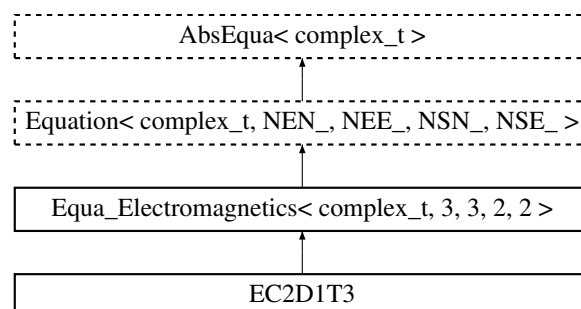 AbsEqua< complex_t >
Equation< complex_t, NEN_, NEE_, NSN_, NSE_ >
Equa_Electromagnetics< complex_t, 3, 3, 2, 2 >
EC2D1T3